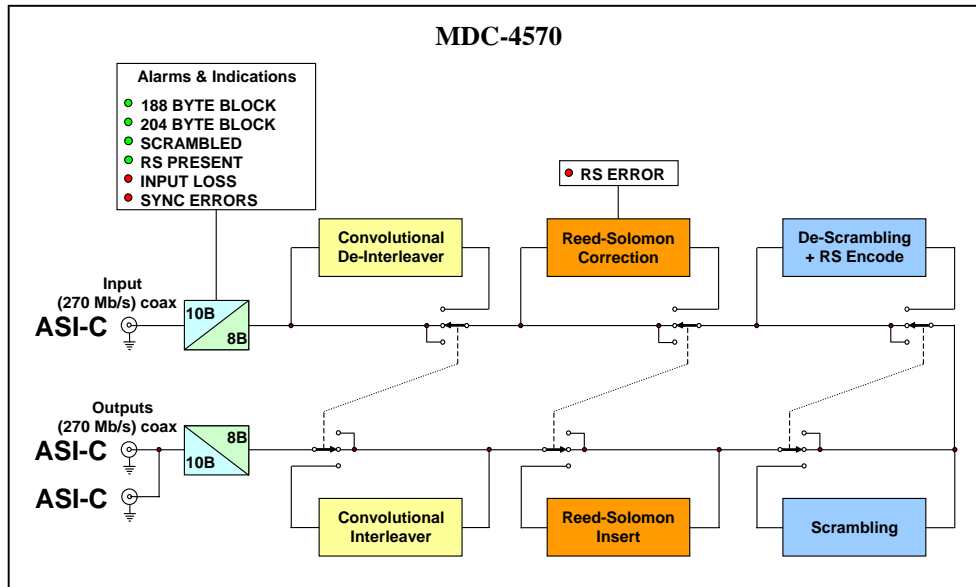 MDC-4570
Alarms & Indications
188 BYTE BLOCK
204 BYTE BLOCK
SCRAMBLED
RS PRESENT
INPUT LOSS
SYNC ERRORS
RS ERROR
Convolutional
De-Interleaver
Reed-Solomon
Correction
De-Scrambling
+ RS Encode
Input
(270 Mb/s) coax
ASI-C
10B
8B
Outputs
(270 Mb/s) coax
ASI-C
8B
10B
ASI-C
Convolutional
Interleaver
Reed-Solomon
Insert
Scrambling